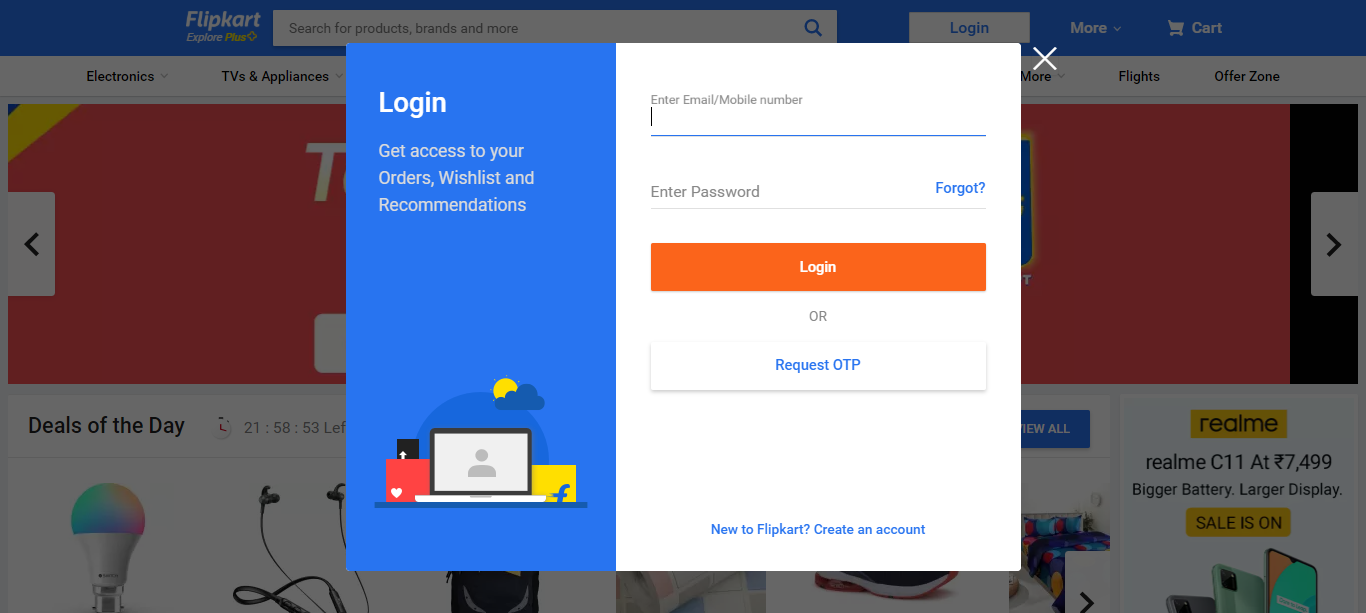 Flipkart
Explore Plus
Search for products, brands and more
Login
More
Cart
Electronics
TVs & Appliances
More
Flights
Offer Zone
Login
Get access to your
Orders, Wishlist and
Recommendations
Enter Email/Mobile number
Enter Password
Forgot?
Login
OR
Request OTP
New to Flipkart? Create an account
Deals of the Day
21 : 58 : 53 Lef
VIEW ALL
realme
realme C11 At ₹7,499
Bigger Battery. Larger Display.
SALE IS ON